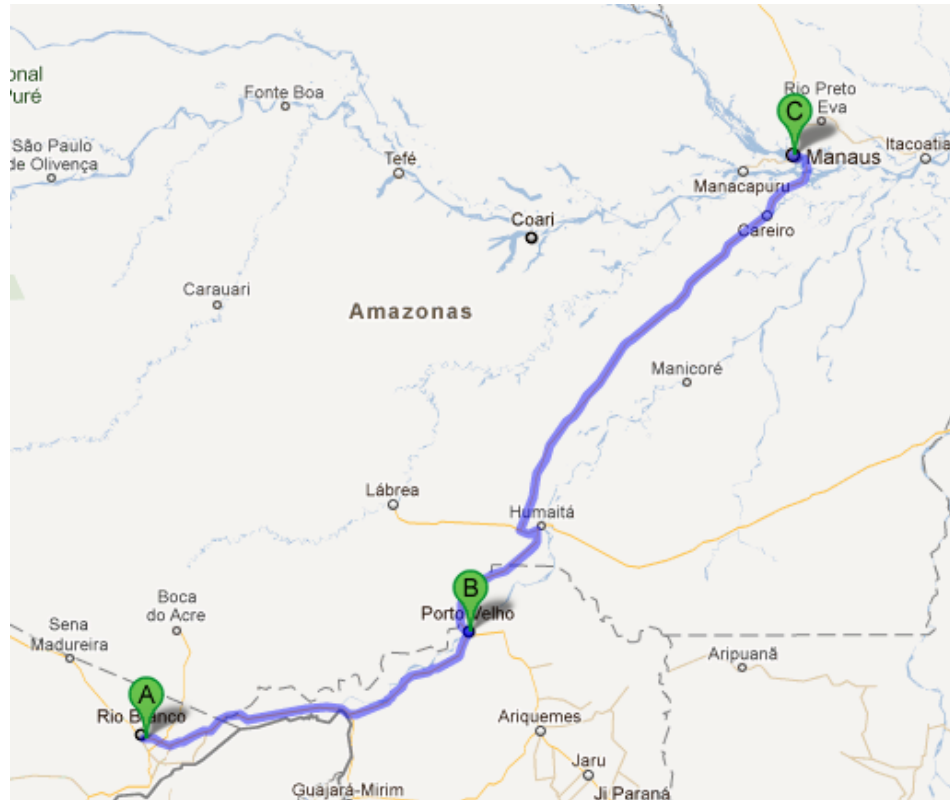 onal
Puré
Fonte Boa
São Paulo
de Olivença
Tefé
Rio Preto
Eva
C
Manaus
Itacoatia
Manacapuru
Coari
Careiro
Carauari
Amazonas
Manicoré
Lábrea
Humaitá
B
Porto Velho
Boca
do Acre
Sena
Madureira
Aripuanã
A
Rio Branco
Ariquemes
Jaru
Guajará-Mirim
Ji Paraná